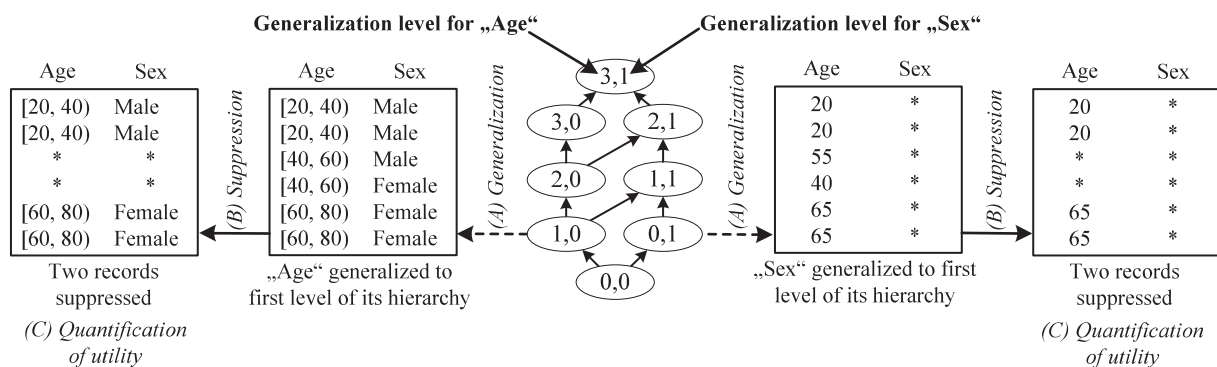 Generalization level for „Age“
Generalization level for „Sex“
Age Sex
[20, 40) Male
[20, 40) Male
* *
* *
[60, 80) Female
[60, 80) Female
Two records
suppressed
(C) Quantification
of utility
(B) Suppression
Age Sex
[20, 40) Male
[20, 40) Male
[40, 60) Male
[40, 60) Female
[60, 80) Female
[60, 80) Female
„Age“ generalized to
first level of its hierarchy
(A) Generalization
3,1
3,0 2,1
2,0 1,1
1,0 0,1
0,0
(A) Generalization
Age Sex
20 *
20 *
55 *
40 *
65 *
65 *
„Sex“ generalized to first
level of its hierarchy
(B) Suppression
Age Sex
20 *
20 *
* *
* *
65 *
65 *
Two records
suppressed
(C) Quantification
of utility